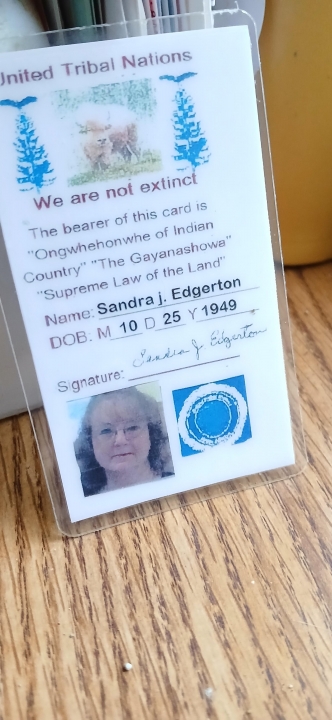 United Tribal Nations
We are not extinct
The bearer of this card is
"Ongwhehonwhe of Indian
Country" "The Gayanashowa"
"Supreme Law of the Land"
Name: Sandra j. Edgerton
DOB: M 10 D 25 Y 1949
Sandra J Edgerton
Signature: